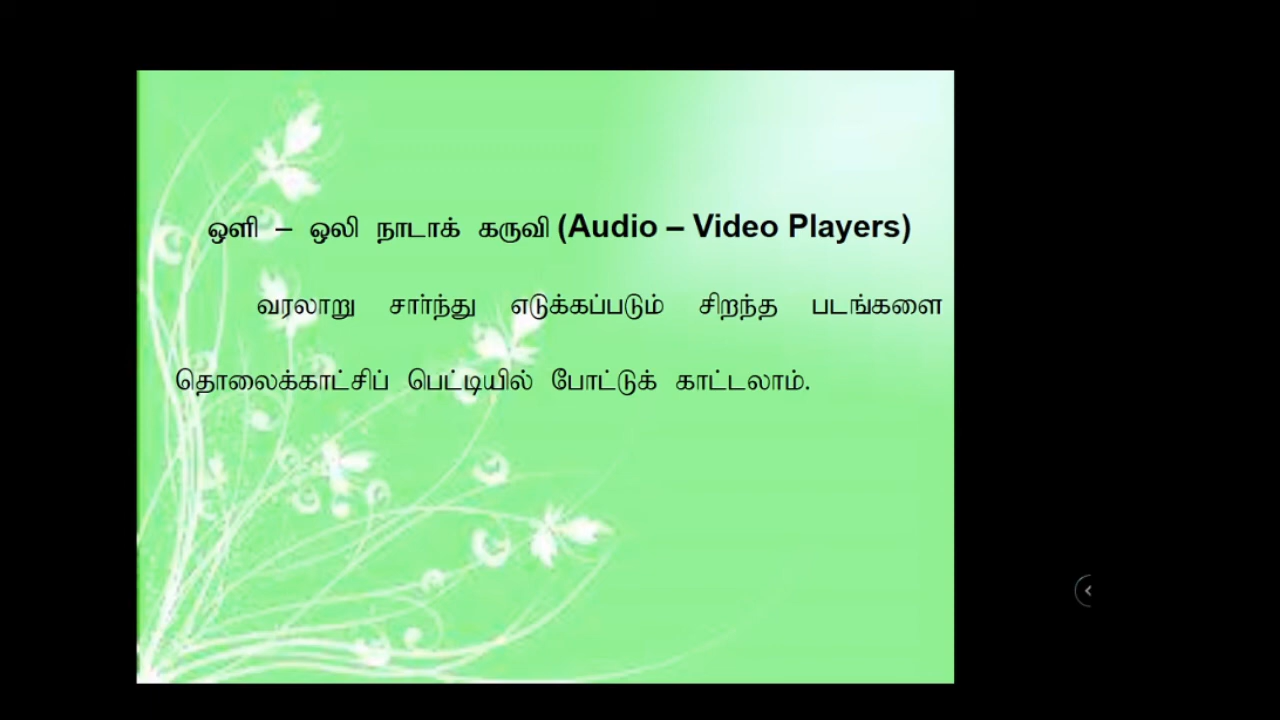 ஒளி – ஒலி நாடாக் கருவி (Audio – Video Players)
வரலாறு சார்ந்து எடுக்கப்படும் சிறந்த படங்களை
தொலைக்காட்சிப் பெட்டியில் போட்டுக் காட்டலாம்.